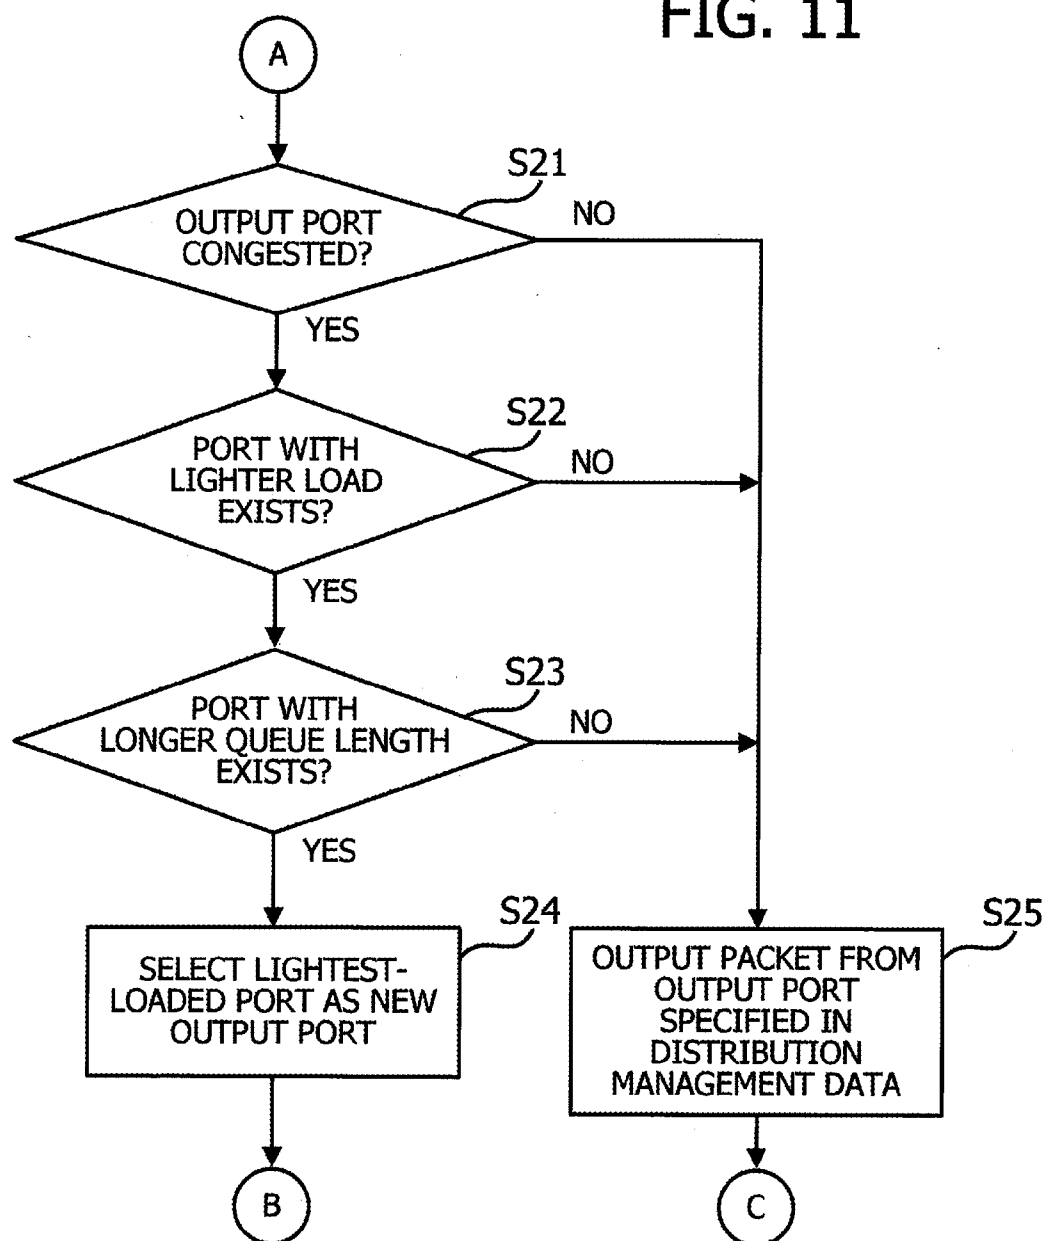 FIG. 11
A
S21
OUTPUT PORT
CONGESTED?
NO
YES
S22
PORT WITH
LIGHTER LOAD
EXISTS?
NO
YES
S23
PORT WITH
LONGER QUEUE LENGTH
EXISTS?
NO
YES
S24
SELECT LIGHTEST-
LOADED PORT AS NEW
OUTPUT PORT
S25
OUTPUT PACKET FROM
OUTPUT PORT
SPECIFIED IN
DISTRIBUTION
MANAGEMENT DATA
B
C